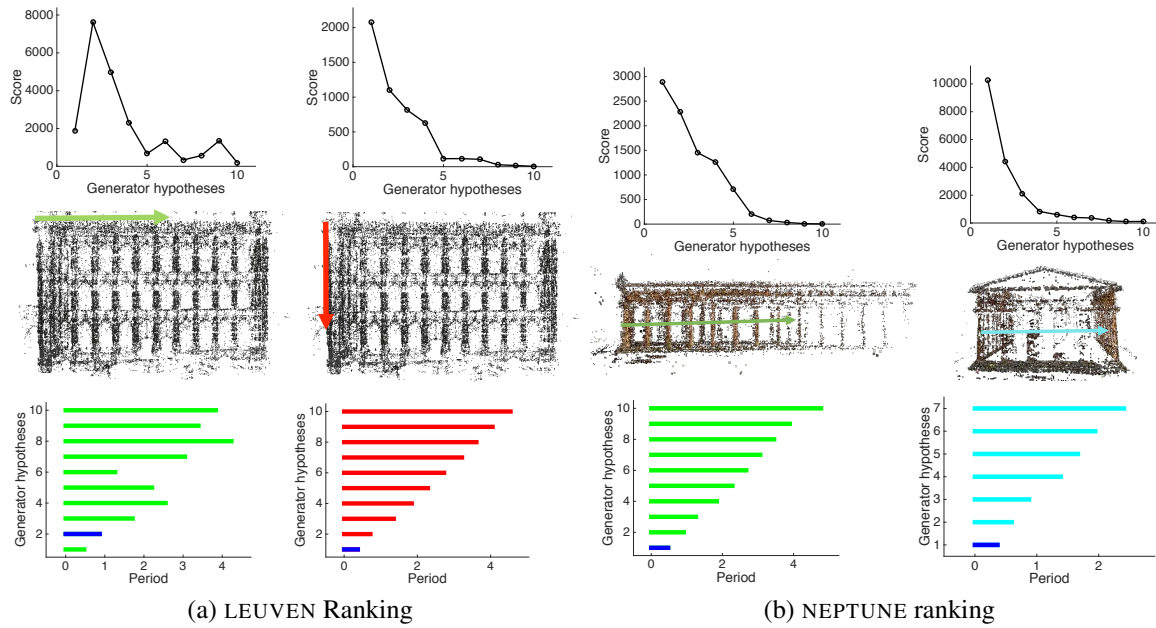 8000
6000
4000
2000
0
Score
0 5 10
Generator hypotheses
2000
1500
1000
500
0
Score
0 5 10
Generator hypotheses
3000
2500
2000
1500
1000
500
0
Score
0 5 10
Generator hypotheses
10000
8000
6000
4000
2000
0
Score
0 5 10
Generator hypotheses
10
8
6
4
2
Generator hypotheses
0 1 2 3 4
Period
10
8
6
4
2
Generator hypotheses
0 2 4
Period
10
8
6
4
2
Generator hypotheses
0 2 4
Period
7
6
5
4
3
2
1
Generator hypotheses
0 1 2
Period
(a) LEUVEN Ranking
(b) NEPTUNE ranking